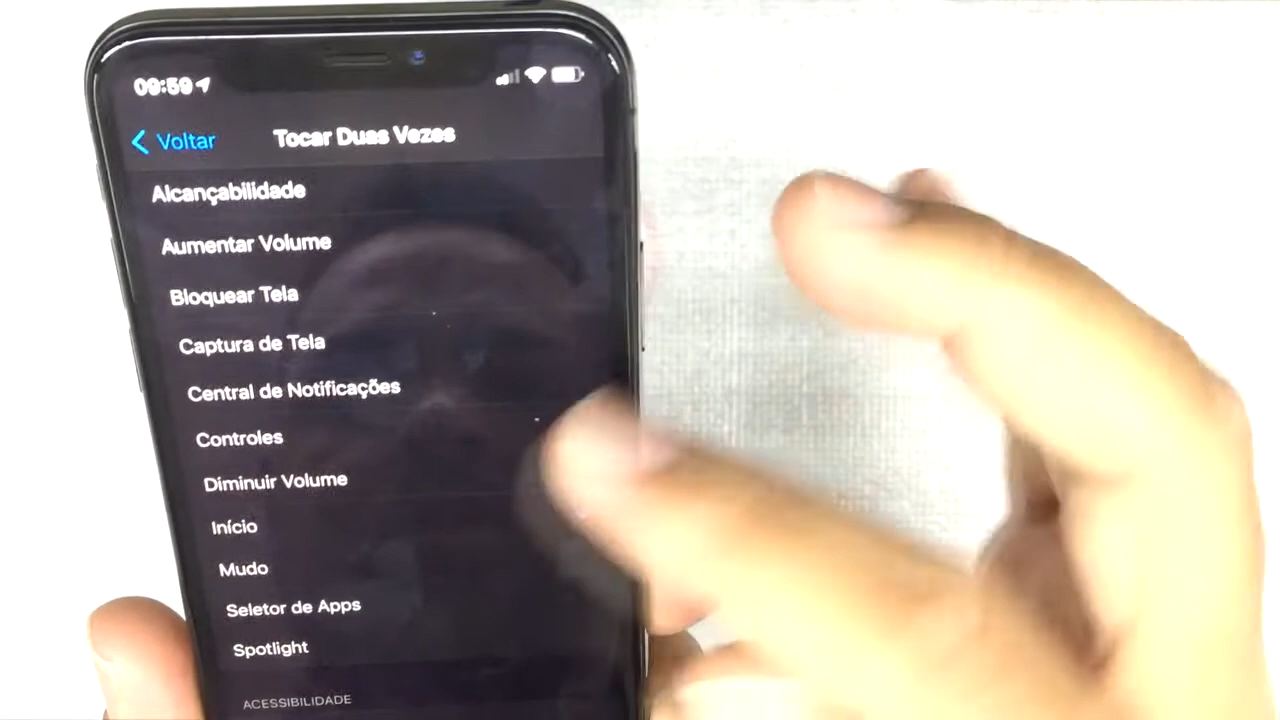 09:59
Voltar
Tocar Duas Vezes
Alcançabilidade
Aumentar Volume
Bloquear Tela
Captura de Tela
Central de Notificações
Controles
Diminuir Volume
Início
Mudo
Seletor de Apps
Spotlight
ACESSIBILIDADE